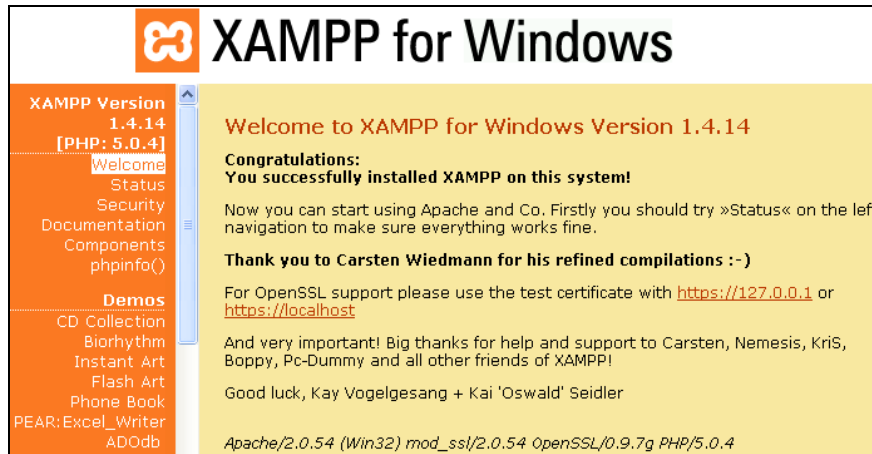 XAMPP for Windows
XAMPP Version
1.4.14
[PHP: 5.0.4]
Welcome
Status
Security
Documentation
Components
phpinfo()
Demos
CD Collection
Biorhythm
Instant Art
Flash Art
Phone Book
PEAR:Excel_Writer
ADOdb
Welcome to XAMPP for Windows Version 1.4.14
Congratulations:
You successfully installed XAMPP on this system!
Now you can start using Apache and Co. Firstly you should try »Status« on the lef
navigation to make sure everything works fine.
Thank you to Carsten Wiedmann for his refined compilations :-)
For OpenSSL support please use the test certificate with https://127.0.0.1 or
https://localhost
And very important! Big thanks for help and support to Carsten, Nemesis, KriS,
Boppy, Pc-Dummy and all other friends of XAMPP!
Good luck, Kay Vogelgesang + Kai 'Oswald' Seidler
Apache/2.0.54 (Win32) mod_ssl/2.0.54 OpenSSL/0.9.7g PHP/5.0.4